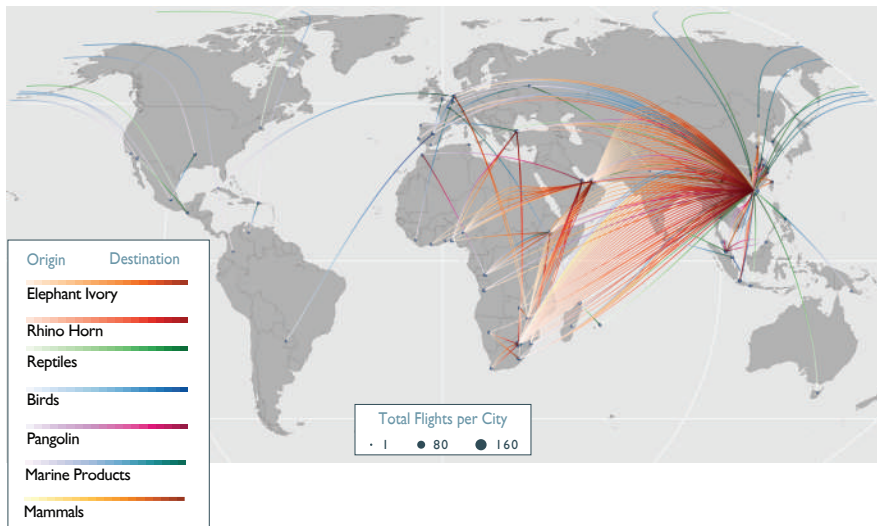 Origin Destination
Elephant Ivory
Rhino Horn
Reptiles
Birds
Pangolin
Marine Products
Mammals
Total Flights per City
1 80 160